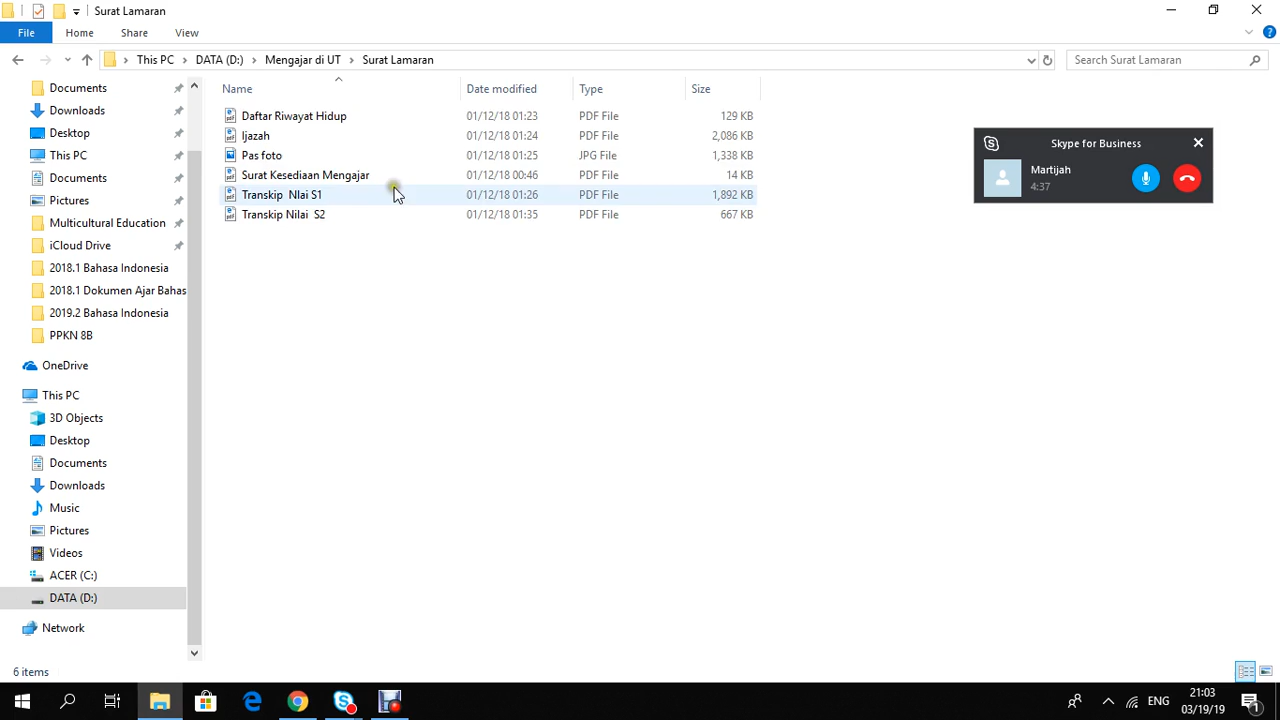 Surat Lamaran
File Home Share View
This PC DATA (D:) Mengajar di UT Surat Lamaran
Search Surat Lamaran
Documents
Downloads
Desktop
This PC
Documents
Pictures
Multicultural Education
iCloud Drive
2018.1 Bahasa Indonesia
2018.1 Dokumen Ajar Bahas
2019.2 Bahasa Indonesia
PPKN 8B
OneDrive
This PC
3D Objects
Desktop
Documents
Downloads
Music
Pictures
Videos
ACER (C:)
DATA (D:)
Network
Name Date modified Type Size
Daftar Riwayat Hidup 01/12/18 01:23 PDF File 129 KB
Ijazah 01/12/18 01:24 PDF File 2,086 KB
Pas foto 01/12/18 01:25 JPG File 1,338 KB
Surat Kesediaan Mengajar 01/12/18 00:46 PDF File 14 KB
Transkip NIai S1 01/12/18 01:26 PDF File 1,892 KB
Transkip Nilai S2 01/12/18 01:35 PDF File 667 KB
Skype for Business
Martijah
4:37
6 items
ENG
21:03
03/19/19
1